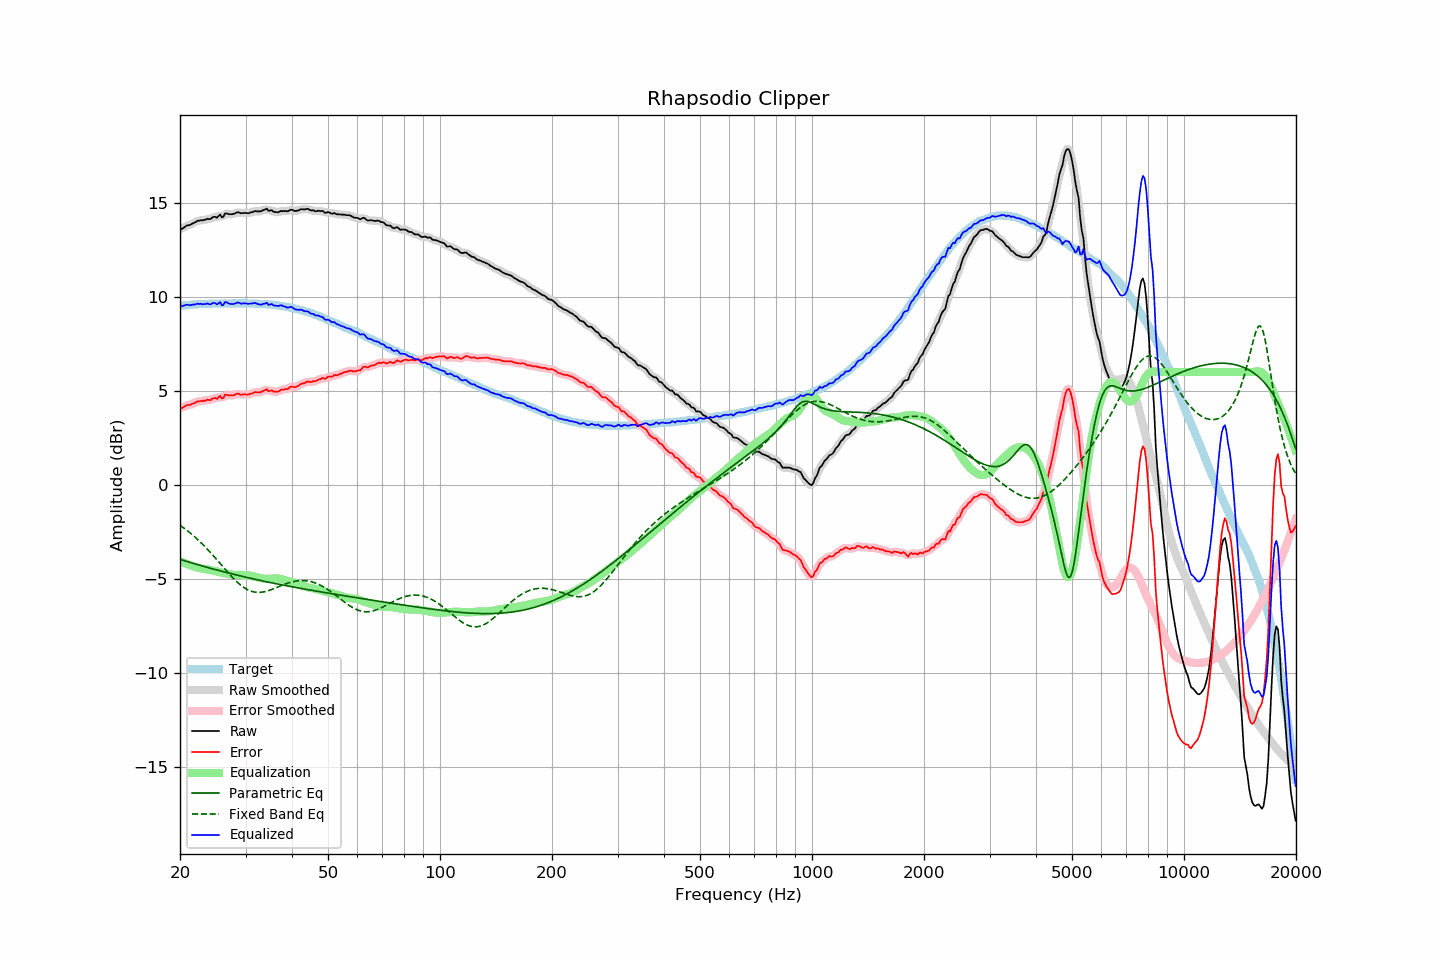 Rhapsodio Clipper
Amplitude (dBr)
15
10
5
0
−5
−10
−15
Target
Raw Smoothed
Error Smoothed
Raw
Error
Equalization
Parametric Eq
Fixed Band Eq
Equalized
20 50 100 200 500 1000 2000 5000 10000 20000
Frequency (Hz)